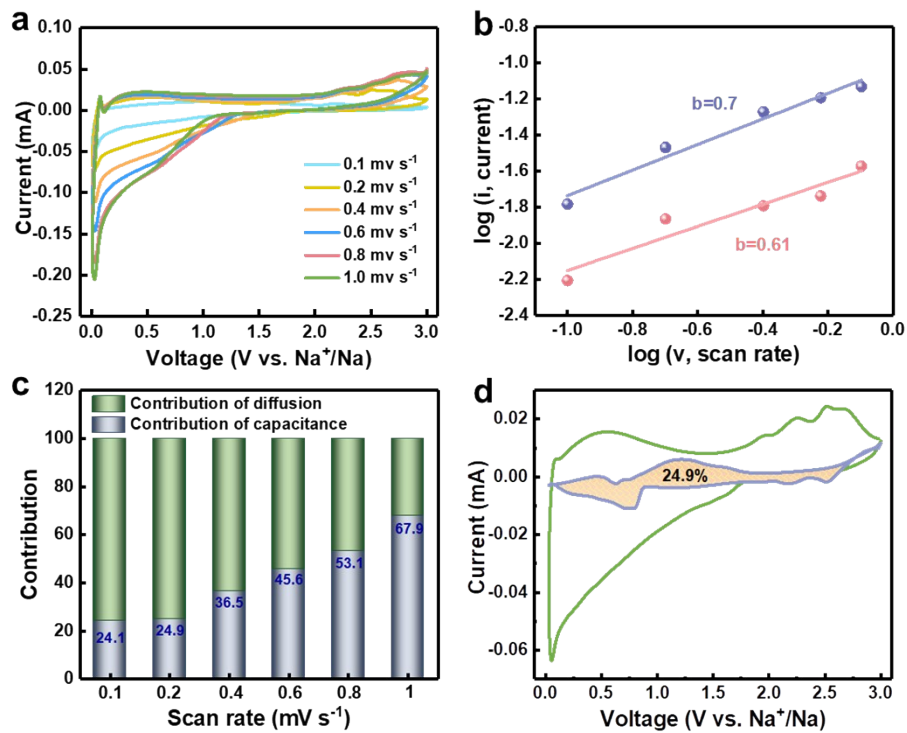 a
0.10
0.05
0.00
-0.05
-0.10
-0.15
-0.20
-0.25
Current (mA)
0.1 mv s⁻¹
0.2 mv s⁻¹
0.4 mv s⁻¹
0.6 mv s⁻¹
0.8 mv s⁻¹
1.0 mv s⁻¹
0.0 0.5 1.0 1.5 2.0 2.5 3.0
Voltage (V vs. Na⁺/Na)
b
-0.8
-1.0
-1.2
-1.4
-1.6
-1.8
-2.0
-2.2
-2.4
log (i, current)
b=0.7
b=0.61
-1.0 -0.8 -0.6 -0.4 -0.2 0.0
log (v, scan rate)
c
120
100
80
60
40
20
0
Contribution
Contribution of diffusion
Contribution of capacitance
24.1 24.9 36.5 45.6 53.1 67.9
0.1 0.2 0.4 0.6 0.8 1
Scan rate (mV s⁻¹)
d
0.02
0.00
-0.02
-0.04
-0.06
Current (mA)
24.9%
0.0 0.5 1.0 1.5 2.0 2.5 3.0
Voltage (V vs. Na⁺/Na)